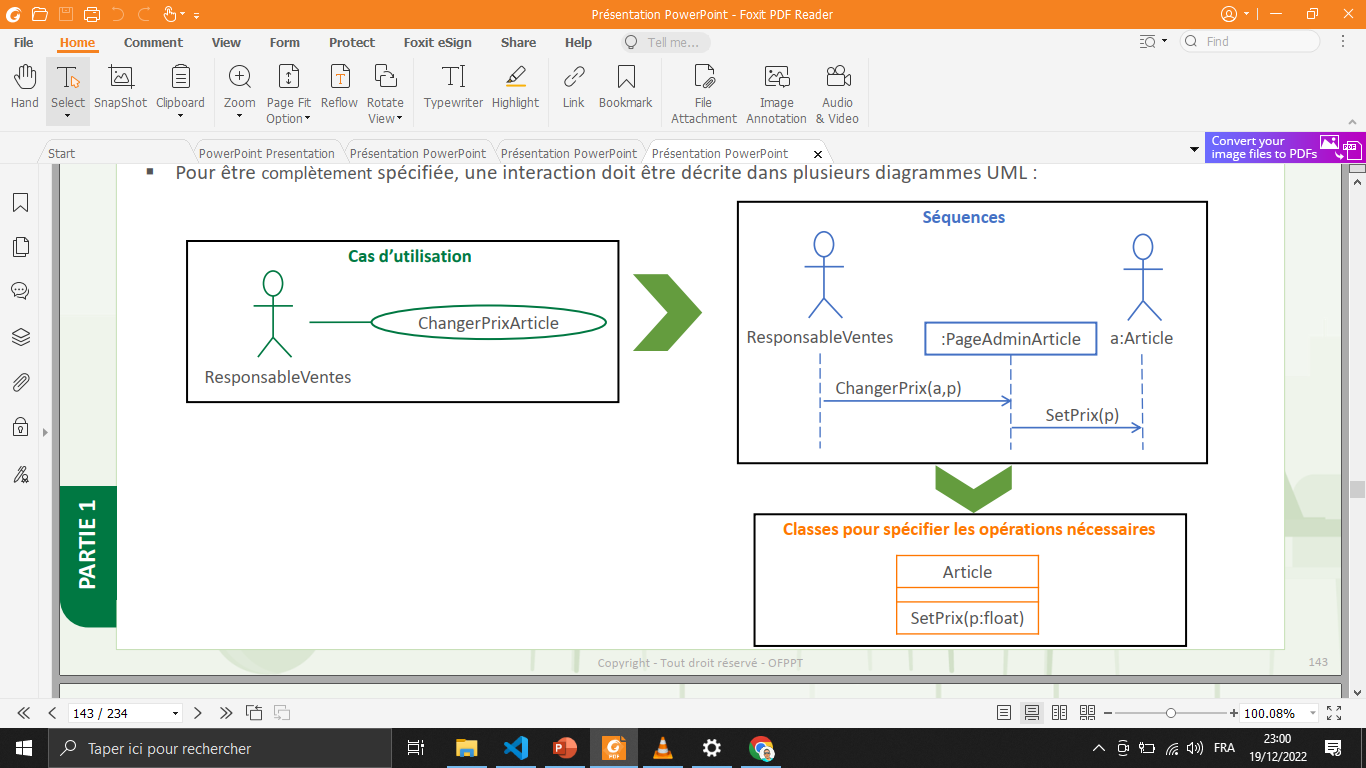 Présentation PowerPoint - Foxit PDF Reader
File Home Comment View Form Protect Foxit eSign Share Help Tell me... Find
Hand Select SnapShot Clipboard Zoom Page Fit Option Reflow Rotate View Typewriter Highlight Link Bookmark File Attachment Image Annotation Audio & Video
Start PowerPoint Presentation Présentation PowerPoint Présentation PowerPoint Présentation PowerPoint
Convert your
image files to PDFs
PDF
Pour être complètement spécifiée, une interaction doit être décrite dans plusieurs diagrammes UML :
Cas d’utilisation
ChangerPrixArticle
ResponsableVentes
Séquences
ResponsableVentes :PageAdminArticle a:Article
ChangerPrix(a,p)
SetPrix(p)
Classes pour spécifier les opérations nécessaires
Article
SetPrix(p:float)
PARTIE 1
Copyright - Tout droit réservé - OFPPT
143
143 / 234
100.08%
Taper ici pour rechercher
FRA
23:00
19/12/2022